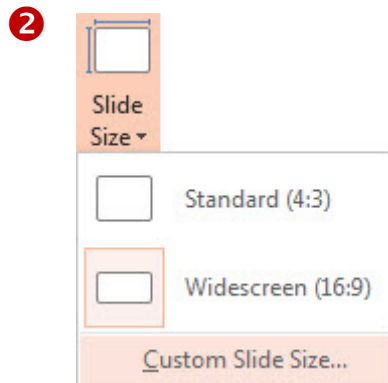 2
Slide
Size
Standard (4:3)
Widescreen (16:9)
Custom Slide Size...